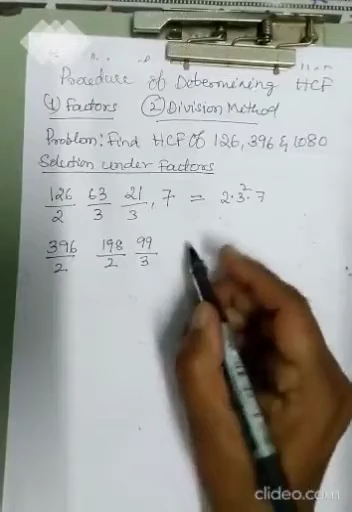 Procedure of Determining HCF
① Factors ② Division Method
Problem: Find HCF of 126, 396 & 1080
Solution under Factors
126/2 63/3 21/3, 7 = 2·3²·7
396/2 198/2 99/3
clideo.com